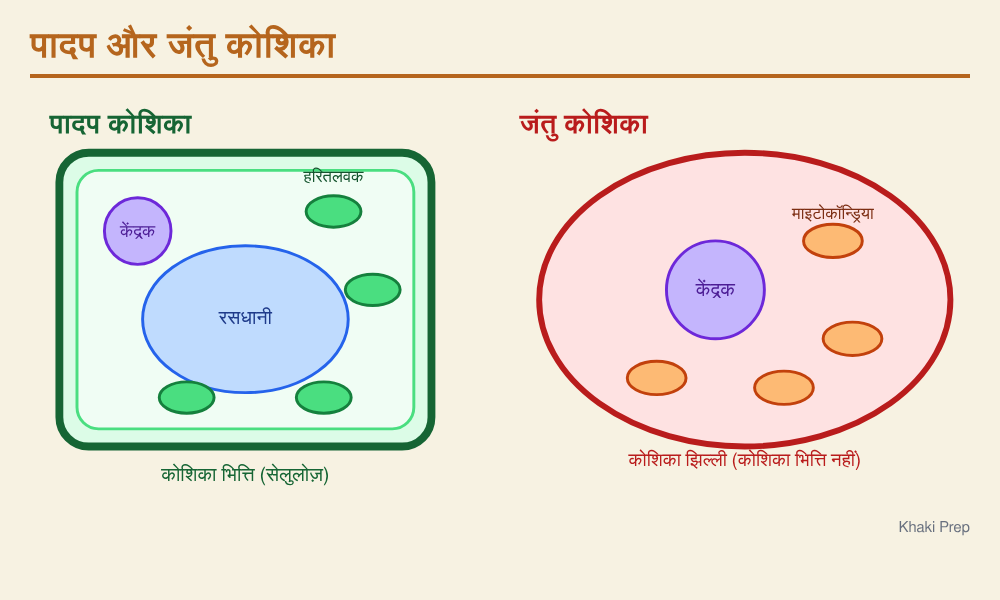 पादप और जंतु कोशिका
पादप कोशिका
हरितलवक
केंद्रक
रसधानी
कोशिका भित्ति (सेलुलोज़)
जंतु कोशिका
माइटोकॉन्ड्रिया
केंद्रक
कोशिका झिल्ली (कोशिका भित्ति नहीं)
Khaki Prep